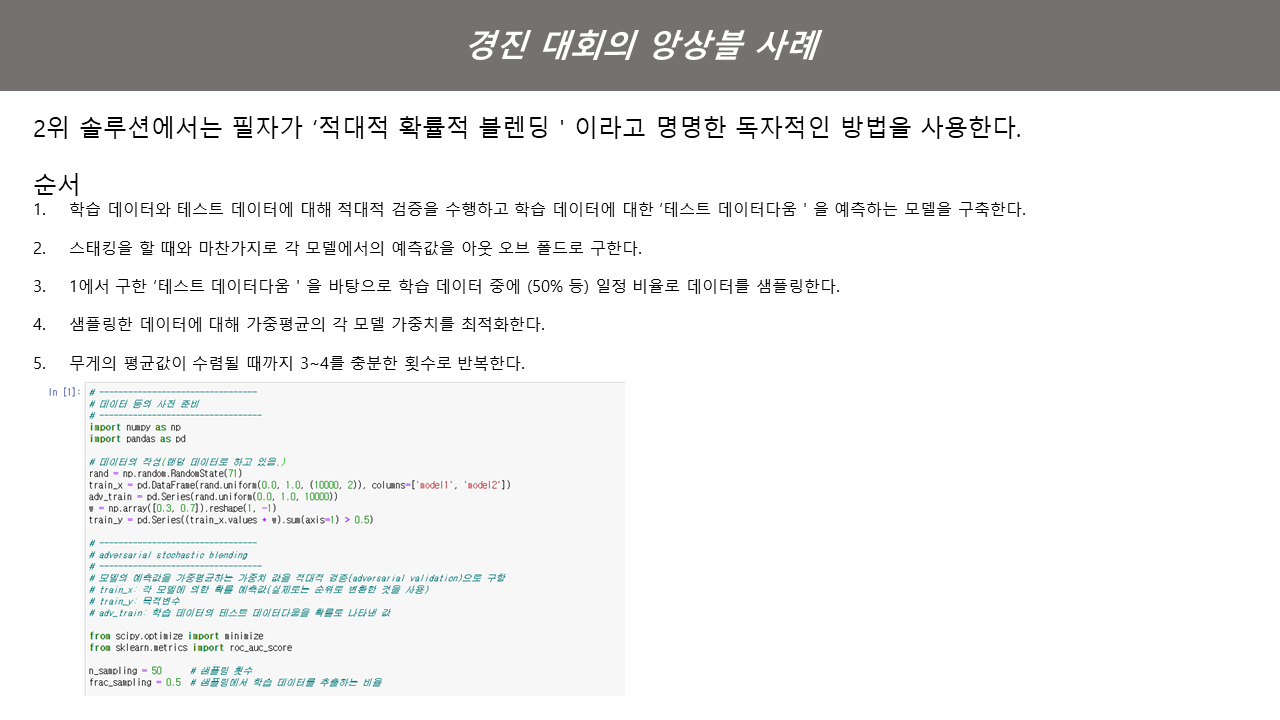 경진 대회의 앙상블 사례
2위 솔루션에서는 필자가 ‘적대적 확률적 블렌딩＇이라고 명명한 독자적인 방법을 사용한다.
순서
1. 학습 데이터와 테스트 데이터에 대해 적대적 검증을 수행하고 학습 데이터에 대한 ‘테스트 데이터다움＇을 예측하는 모델을 구축한다.
2. 스태킹을 할 때와 마찬가지로 각 모델에서의 예측값을 아웃 오브 폴드로 구한다.
3. 1에서 구한 ‘테스트 데이터다움＇을 바탕으로 학습 데이터 중에 (50% 등) 일정 비율로 데이터를 샘플링한다.
4. 샘플링한 데이터에 대해 가중평균의 각 모델 가중치를 최적화한다.
5. 무게의 평균값이 수렴될 때까지 3~4를 충분한 횟수로 반복한다.
In [1]:
# ---------------------------------
# 데이터 등의 사전 준비
# ----------------------------------
import numpy as np
import pandas as pd
# 데이터의 작성(랜덤 데이터로 하고 있음.)
rand = np.random.RandomState(71)
train_x = pd.DataFrame(rand.uniform(0.0, 1.0, (10000, 2)), columns=['model1', 'model2'])
adv_train = pd.Series(rand.uniform(0.0, 1.0, 10000))
w = np.array([0.3, 0.7]).reshape(1, -1)
train_y = pd.Series((train_x.values * w).sum(axis=1) > 0.5)
# ---------------------------------
# adversarial stochastic blending
# ----------------------------------
# 모델의 예측값을 가중평균하는 가중치 값을 적대적 검증(adversarial validation)으로 구함
# train_x: 각 모델에 의한 확률 예측값(실제로는 순위로 변환한 것을 사용)
# train_y: 목적변수
# adv_train: 학습 데이터의 테스트 데이터다움을 확률로 나타낸 값
from scipy.optimize import minimize
from sklearn.metrics import roc_auc_score
n_sampling = 50 # 샘플링 횟수
frac_sampling = 0.5 # 샘플링에서 학습 데이터를 추출하는 비율